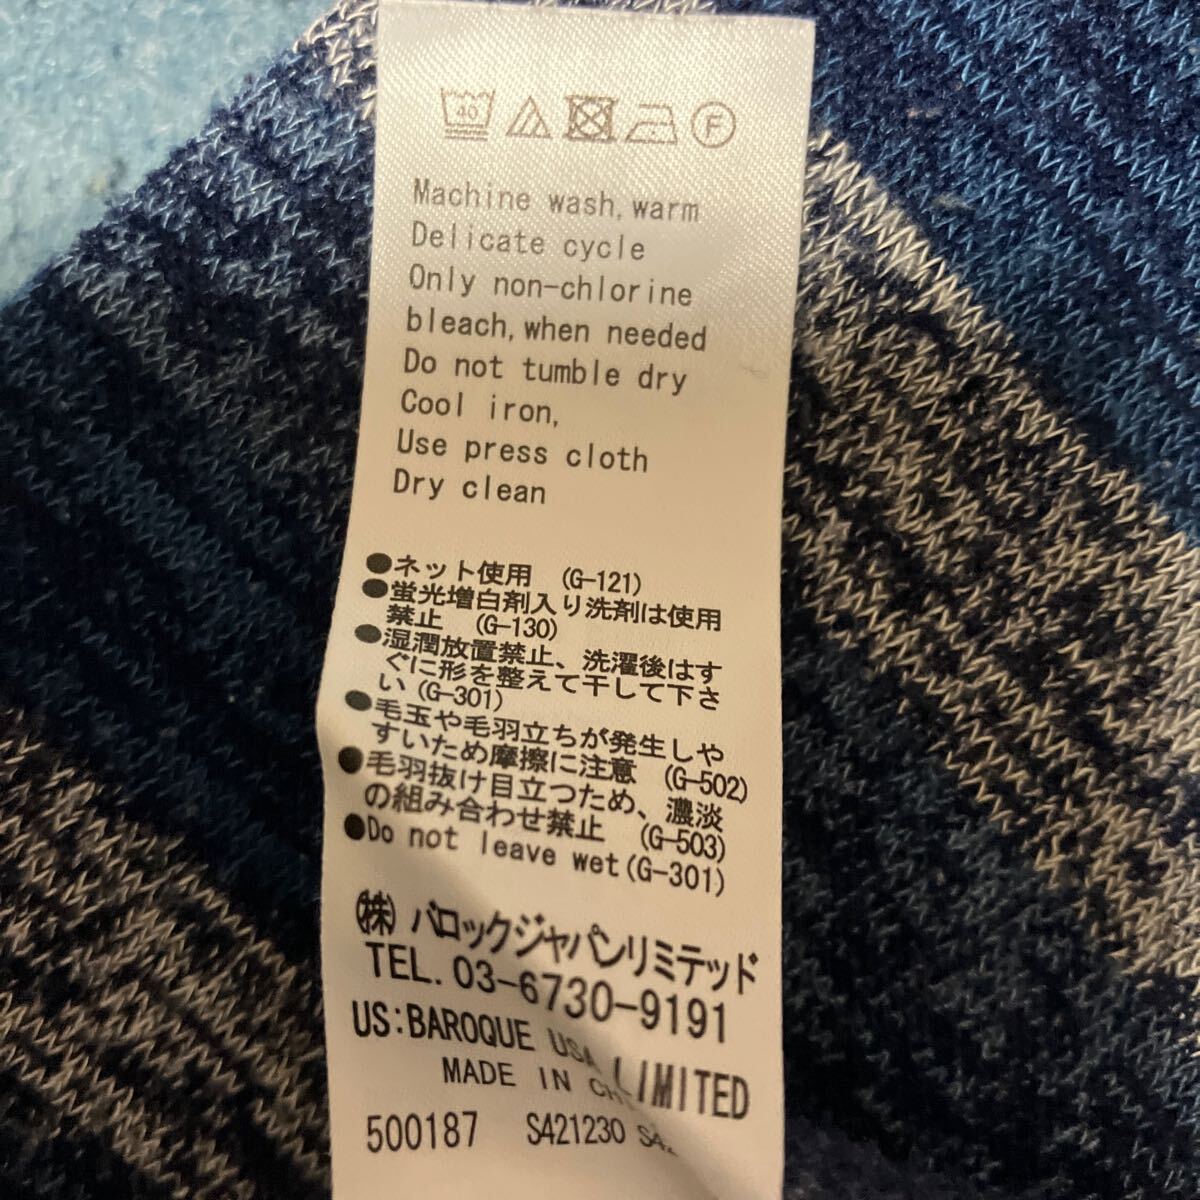 40 F
Machine wash,warm
Delicate cycle
Only non-chlorine
bleach,when needed
Do not tumble dry
Cool iron,
Use press cloth
Dry clean
●ネット使用 (G-121)
●蛍光増白剤入り洗剤は使用
禁止 (G-130)
●湿潤放置禁止、洗濯後はす
ぐに形を整えて干して下さ
い(G-301)
●毛玉や毛羽立ちが発生しや
すいため摩擦に注意 (G-502)
●毛羽抜け目立つため、濃淡
の組み合わせ禁止 (G-503)
●Do not leave wet(G-301)
㈱バロックジャパンリミテッド
TEL. 03-6730-9191
US:BAROQUE USA LIMITED
MADE IN
500187 SA21230